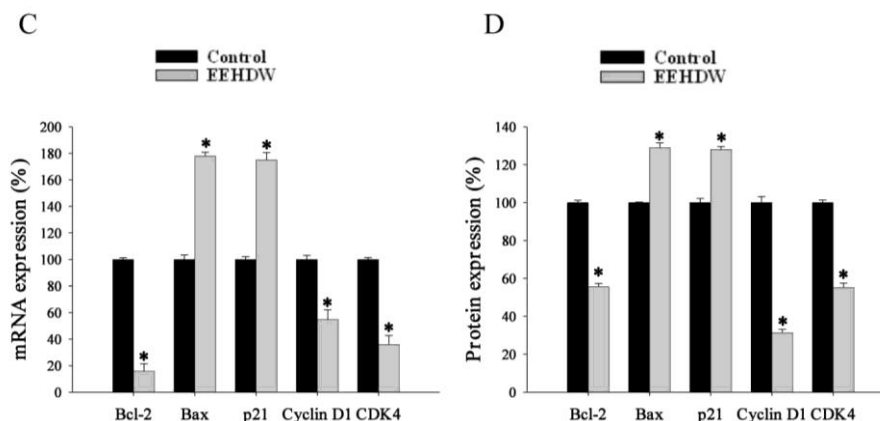 C
Control
EEHDW
mRNA expression (%)
200
180
160
140
120
100
80
60
40
20
0
* * * * *
Bcl-2 Bax p21 Cyclin D1 CDK4
D
Control
EEHDW
Protein expression (%)
140
120
100
80
60
40
20
0
* * * * *
Bcl-2 Bax p21 Cyclin D1 CDK4